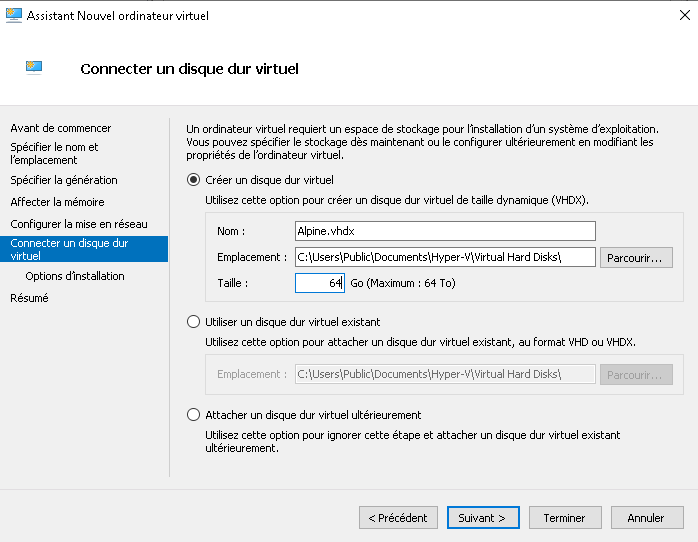 Assistant Nouvel ordinateur virtuel
Connecter un disque dur virtuel
Avant de commencer
Spécifier le nom et
l'emplacement
Spécifier la génération
Affecter la mémoire
Configurer la mise en réseau
Connecter un disque dur
virtuel
Options d'installation
Résumé
Un ordinateur virtuel requiert un espace de stockage pour l'installation d'un système d'exploitation.
Vous pouvez spécifier le stockage dès maintenant ou le configurer ultérieurement en modifiant les
propriétés de l'ordinateur virtuel.
Créer un disque dur virtuel
Utilisez cette option pour créer un disque dur virtuel de taille dynamique (VHDX).
Nom : Alpine.vhdx
Emplacement : C:\Users\Public\Documents\Hyper-V\Virtual Hard Disks\ Parcourir...
Taille : 64 Go (Maximum : 64 To)
Utiliser un disque dur virtuel existant
Utilisez cette option pour attacher un disque dur virtuel existant, au format VHD ou VHDX.
Emplacement : C:\Users\Public\Documents\Hyper-V\Virtual Hard Disks\ Parcourir...
Attacher un disque dur virtuel ultérieurement
Utilisez cette option pour ignorer cette étape et attacher un disque dur virtuel existant
ultérieurement.
< Précédent Suivant > Terminer Annuler